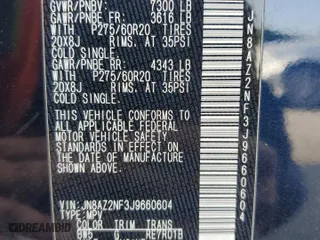 GVWR/PNBV: 7300 LB
GAWR/PNBE FR: 3616 LB
WITH P275/60R20 TIRES
20X8J RIMS. AT 35PSI
COLD SINGLE
GAWR/PNBE RR: 4343 LB
WITH P275/60R20 TIRES
20X8J RIMS. AT 35PSI
COLD SINGLE
THIS VEHICLE CONFORMS TO
ALL APPLICABLE FEDERAL
MOTOR VEHICLE SAFETY
STANDARDS IN EFFECT ON
THE DATE OF MANUFACTURE
SHOWN ABOVE.
VIN: JN8AZ2NF3J9660604
TYPE: MPV
COLOR TRIM TRANS
G RE7R01B
JN8AZ2NF3J9660604